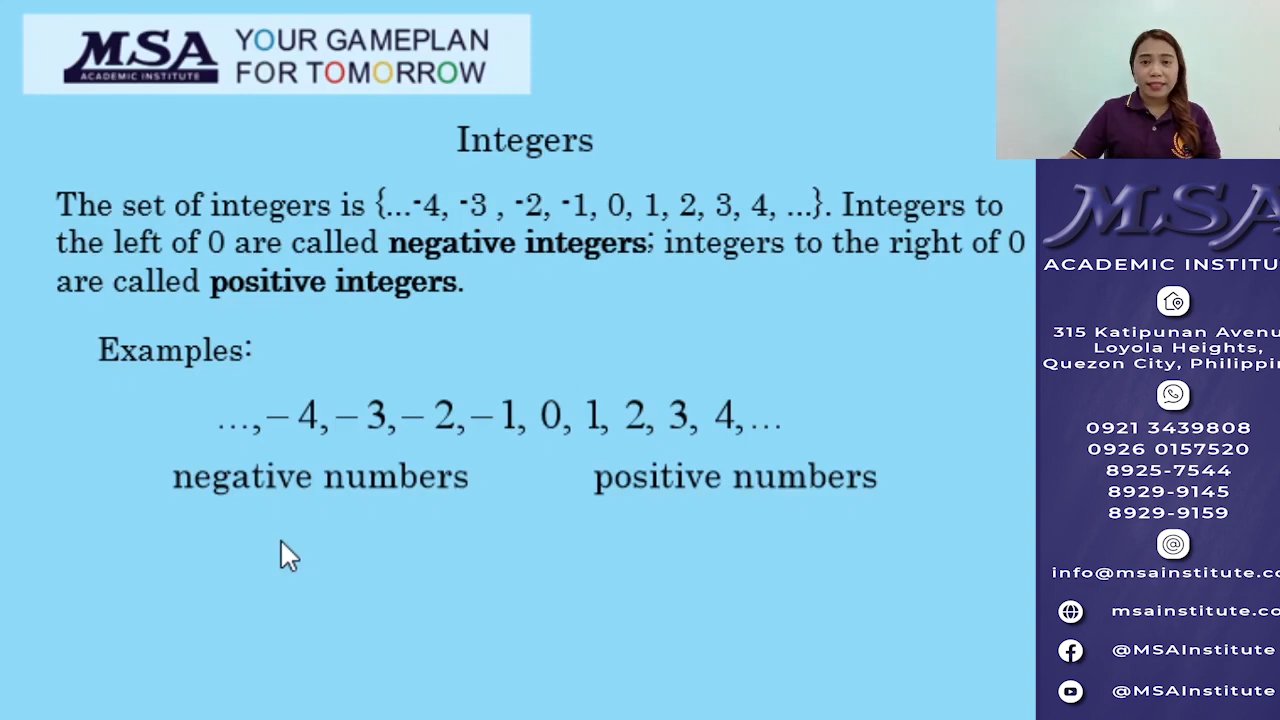 MSA
ACADEMIC INSTITUTE
YOUR GAMEPLAN
FOR TOMORROW
Integers
The set of integers is {...-4, -3 , -2, -1, 0, 1, 2, 3, 4, ...}. Integers to
the left of 0 are called negative integers; integers to the right of 0
are called positive integers.
Examples:
...,– 4,– 3,– 2,– 1, 0, 1, 2, 3, 4,...
negative numbers positive numbers
MSA
ACADEMIC INSTITU
315 Katipunan Avenu
Loyola Heights,
Quezon City, Philippin
0921 3439808
0926 0157520
8925-7544
8929-9145
8929-9159
info@msainstitute.co
msainstitute.co
@MSAInstitute
@MSAInstitute